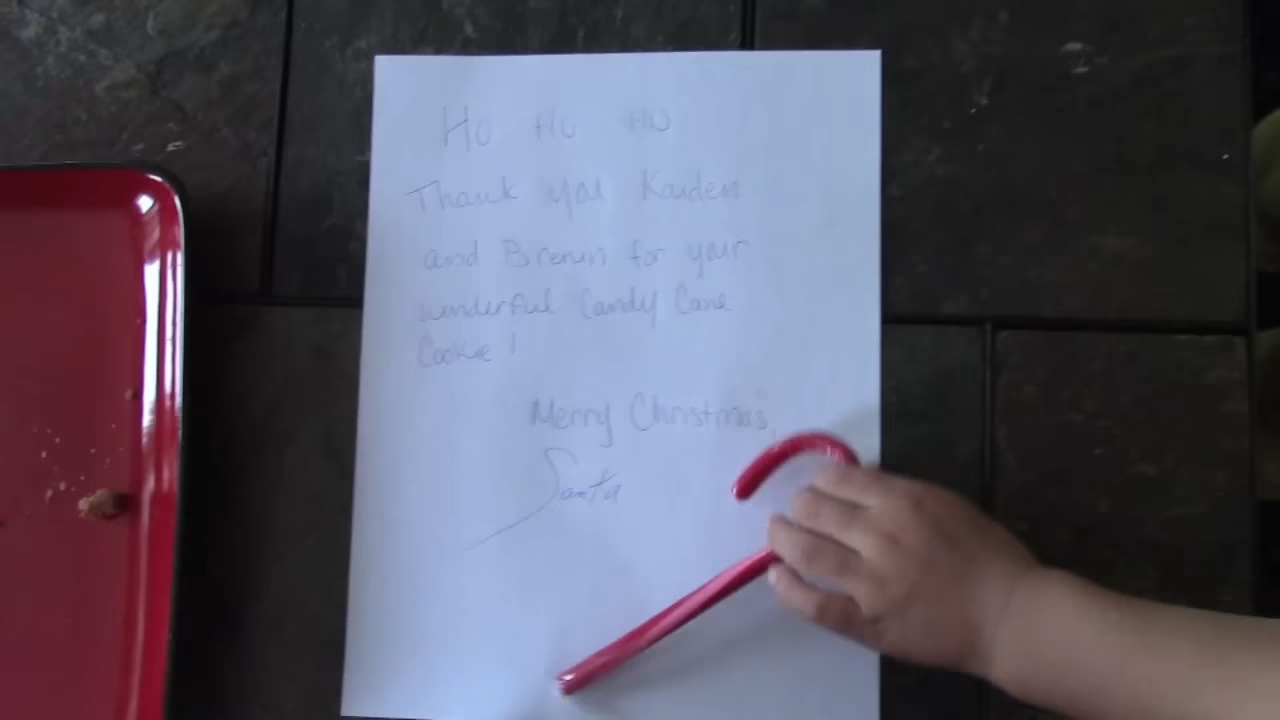 Ho Ho Ho
Thank you Kaiden
and Brenin for your
wonderful Candy Cane
Cookie!
Merry Christmas,
Santa